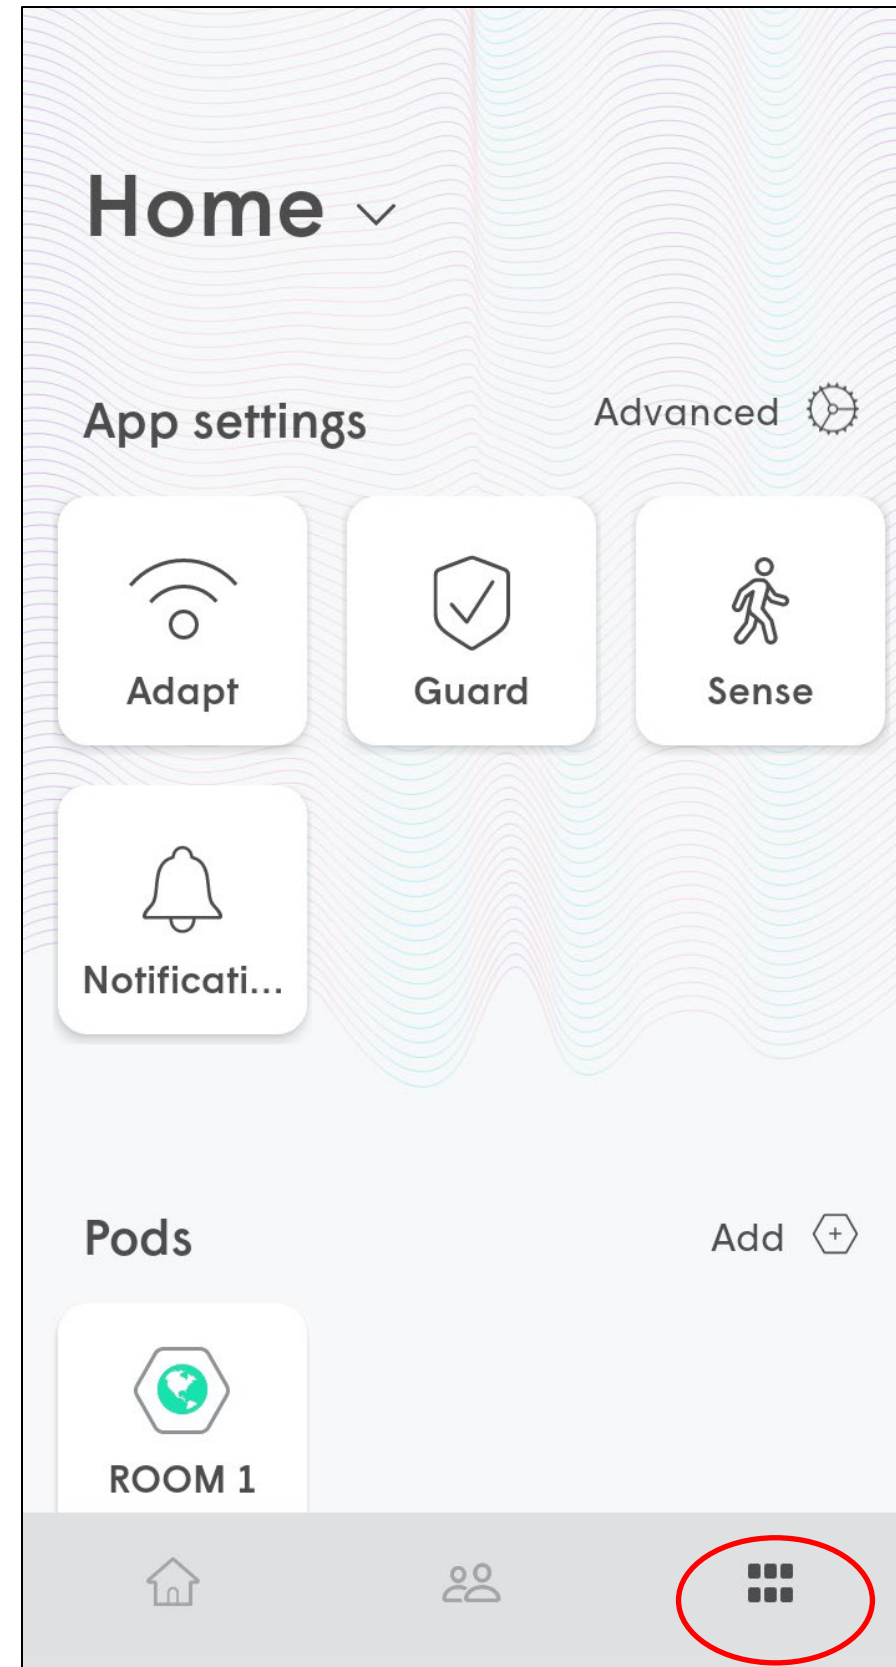 Home
App settings
Advanced
Adapt
Guard
Sense
Notificati...
Pods
Add
ROOM 1